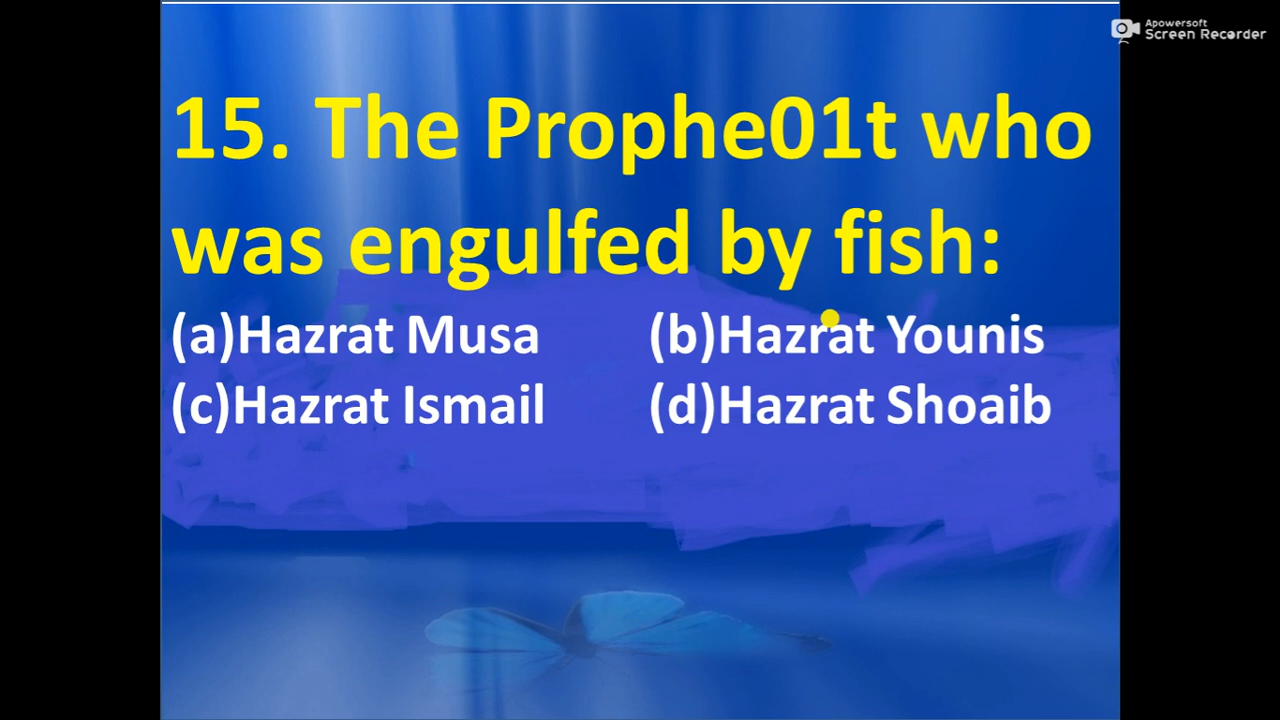 Apowersoft
Screen Recorder
15. The Prophe01t who
was engulfed by fish:
(a)Hazrat Musa (b)Hazrat Younis
(c)Hazrat Ismail (d)Hazrat Shoaib